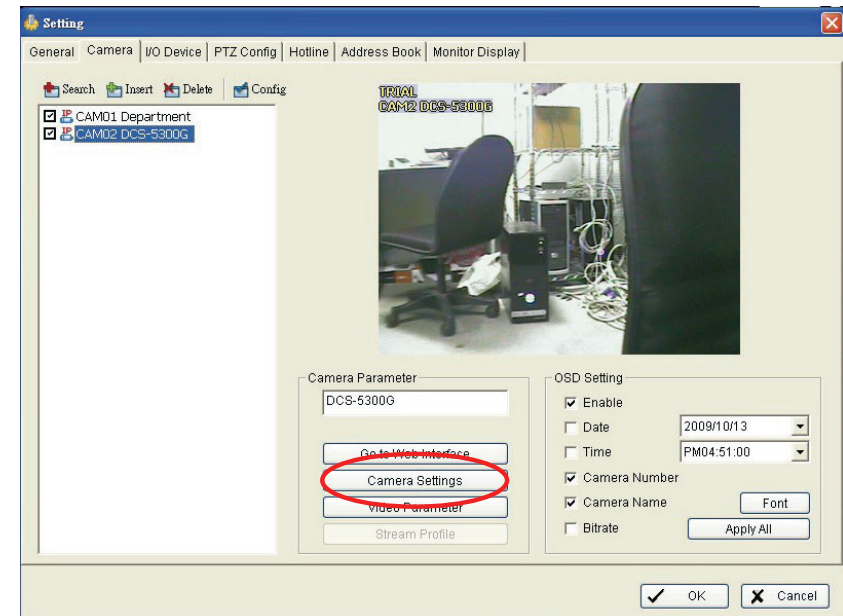 Setting
General Camera I/O Device PTZ Config Hotline Address Book Monitor Display
Search Insert Delete Config
IP CAM01 Department
IP CAM02 DCS-5300G
TRIAL
CAM2 DCS-5300G
Camera Parameter
DCS-5300G
Go to Web Interface
Camera Settings
Video Parameter
Stream Profile
OSD Setting
Enable
Date 2009/10/13
Time PM04:51:00
Camera Number
Camera Name Font
Bitrate Apply All
OK Cancel